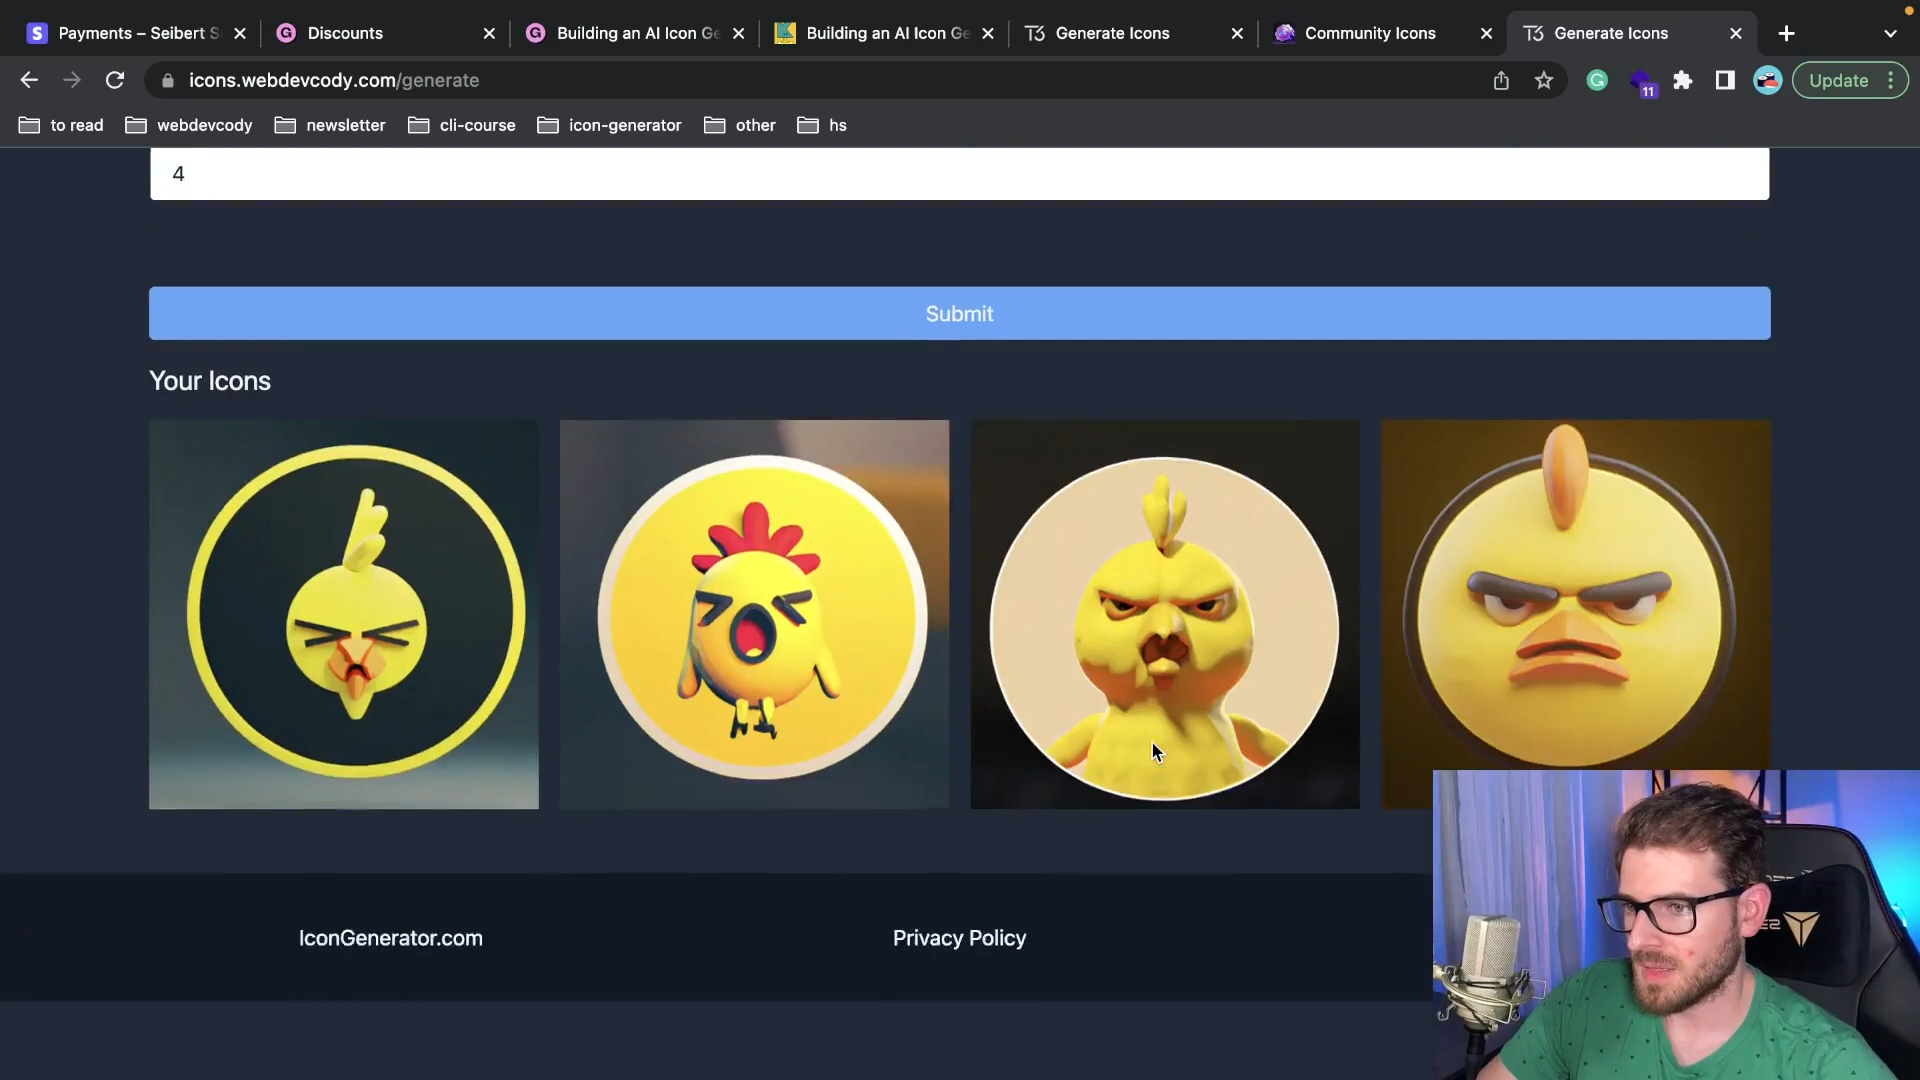 Payments – Seibert S
Discounts
Building an AI Icon Ge
Building an AI Icon Ge
Generate Icons
Community Icons
Generate Icons
icons.webdevcody.com/generate
11
Update
to read
webdevcody
newsletter
cli-course
icon-generator
other
hs
4
Submit
Your Icons
IconGenerator.com
Privacy Policy